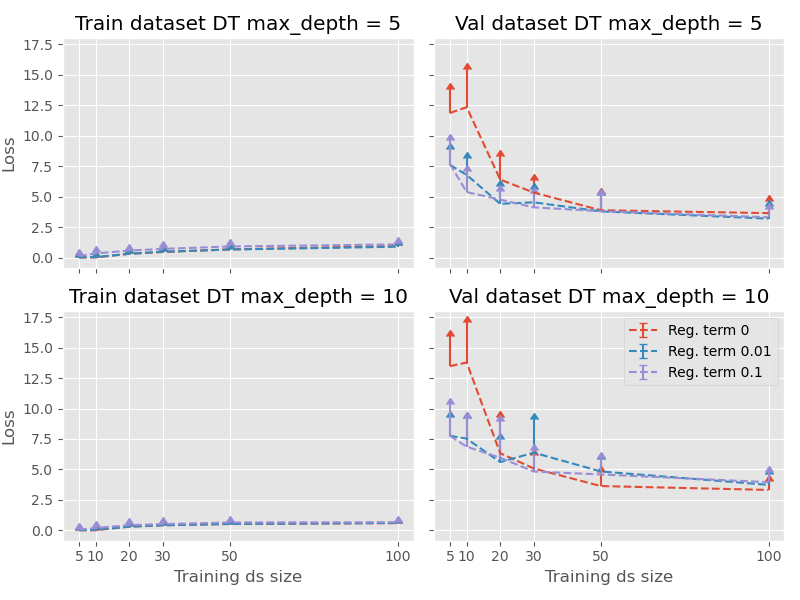 Train dataset DT max_depth = 5
Val dataset DT max_depth = 5
17.5
15.0
12.5
10.0
7.5
5.0
2.5
0.0
Loss
Train dataset DT max_depth = 10
Val dataset DT max_depth = 10
17.5
15.0
12.5
10.0
7.5
5.0
2.5
0.0
Loss
Reg. term 0
Reg. term 0.01
Reg. term 0.1
5 10 20 30 50 100
5 10 20 30 50 100
Training ds size
Training ds size